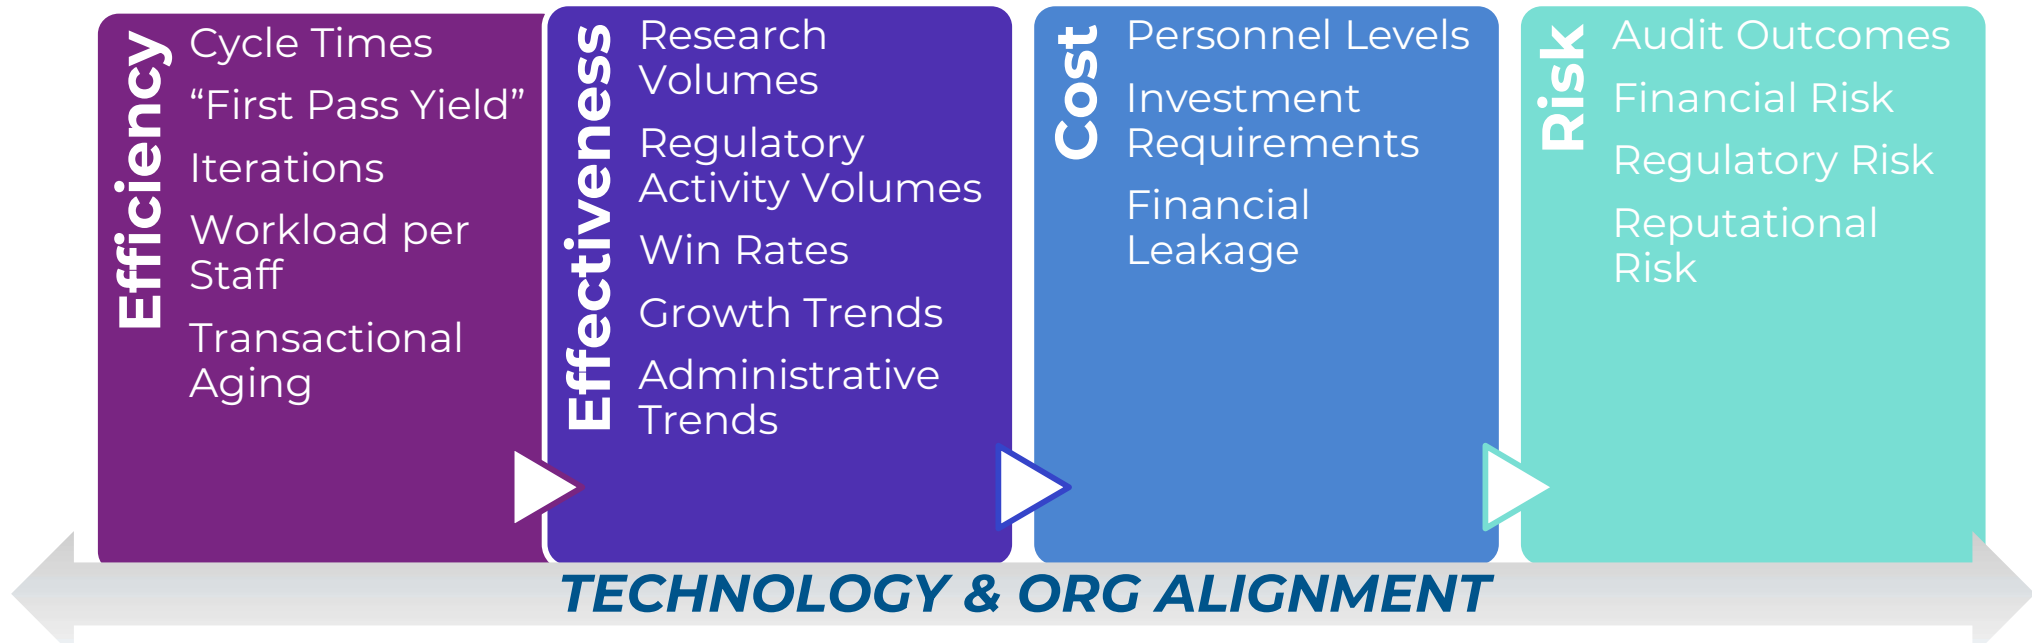 Efficiency
Cycle Times
“First Pass Yield”
Iterations
Workload per
Staff
Transactional
Aging
Effectiveness
Research
Volumes
Regulatory
Activity Volumes
Win Rates
Growth Trends
Administrative
Trends
Cost
Personnel Levels
Investment
Requirements
Financial
Leakage
Risk
Audit Outcomes
Financial Risk
Regulatory Risk
Reputational
Risk
TECHNOLOGY & ORG ALIGNMENT